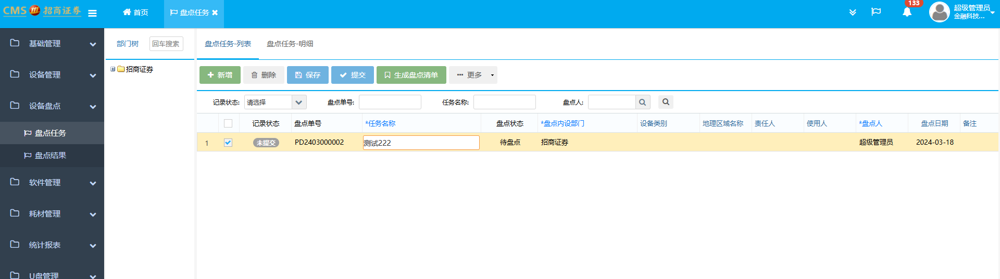 CMS 招商证券
首页
盘点任务
133
超级管理员
金融科技...
基础管理
设备管理
设备盘点
盘点任务
盘点结果
软件管理
耗材管理
统计报表
U盘管理
部门树 回车搜索
招商证券
盘点任务-列表 盘点任务-明细
新增 删除 保存 提交 生成盘点清单 更多
记录状态: 请选择 盘点单号: 任务名称: 盘点人:
记录状态 盘点单号 *任务名称 盘点状态 *盘点内设部门 设备类别 地理区域名称 责任人 使用人 *盘点人 盘点日期 备注
1 未提交 PD2403000002 测试222 待盘点 招商证券 超级管理员 2024-03-18